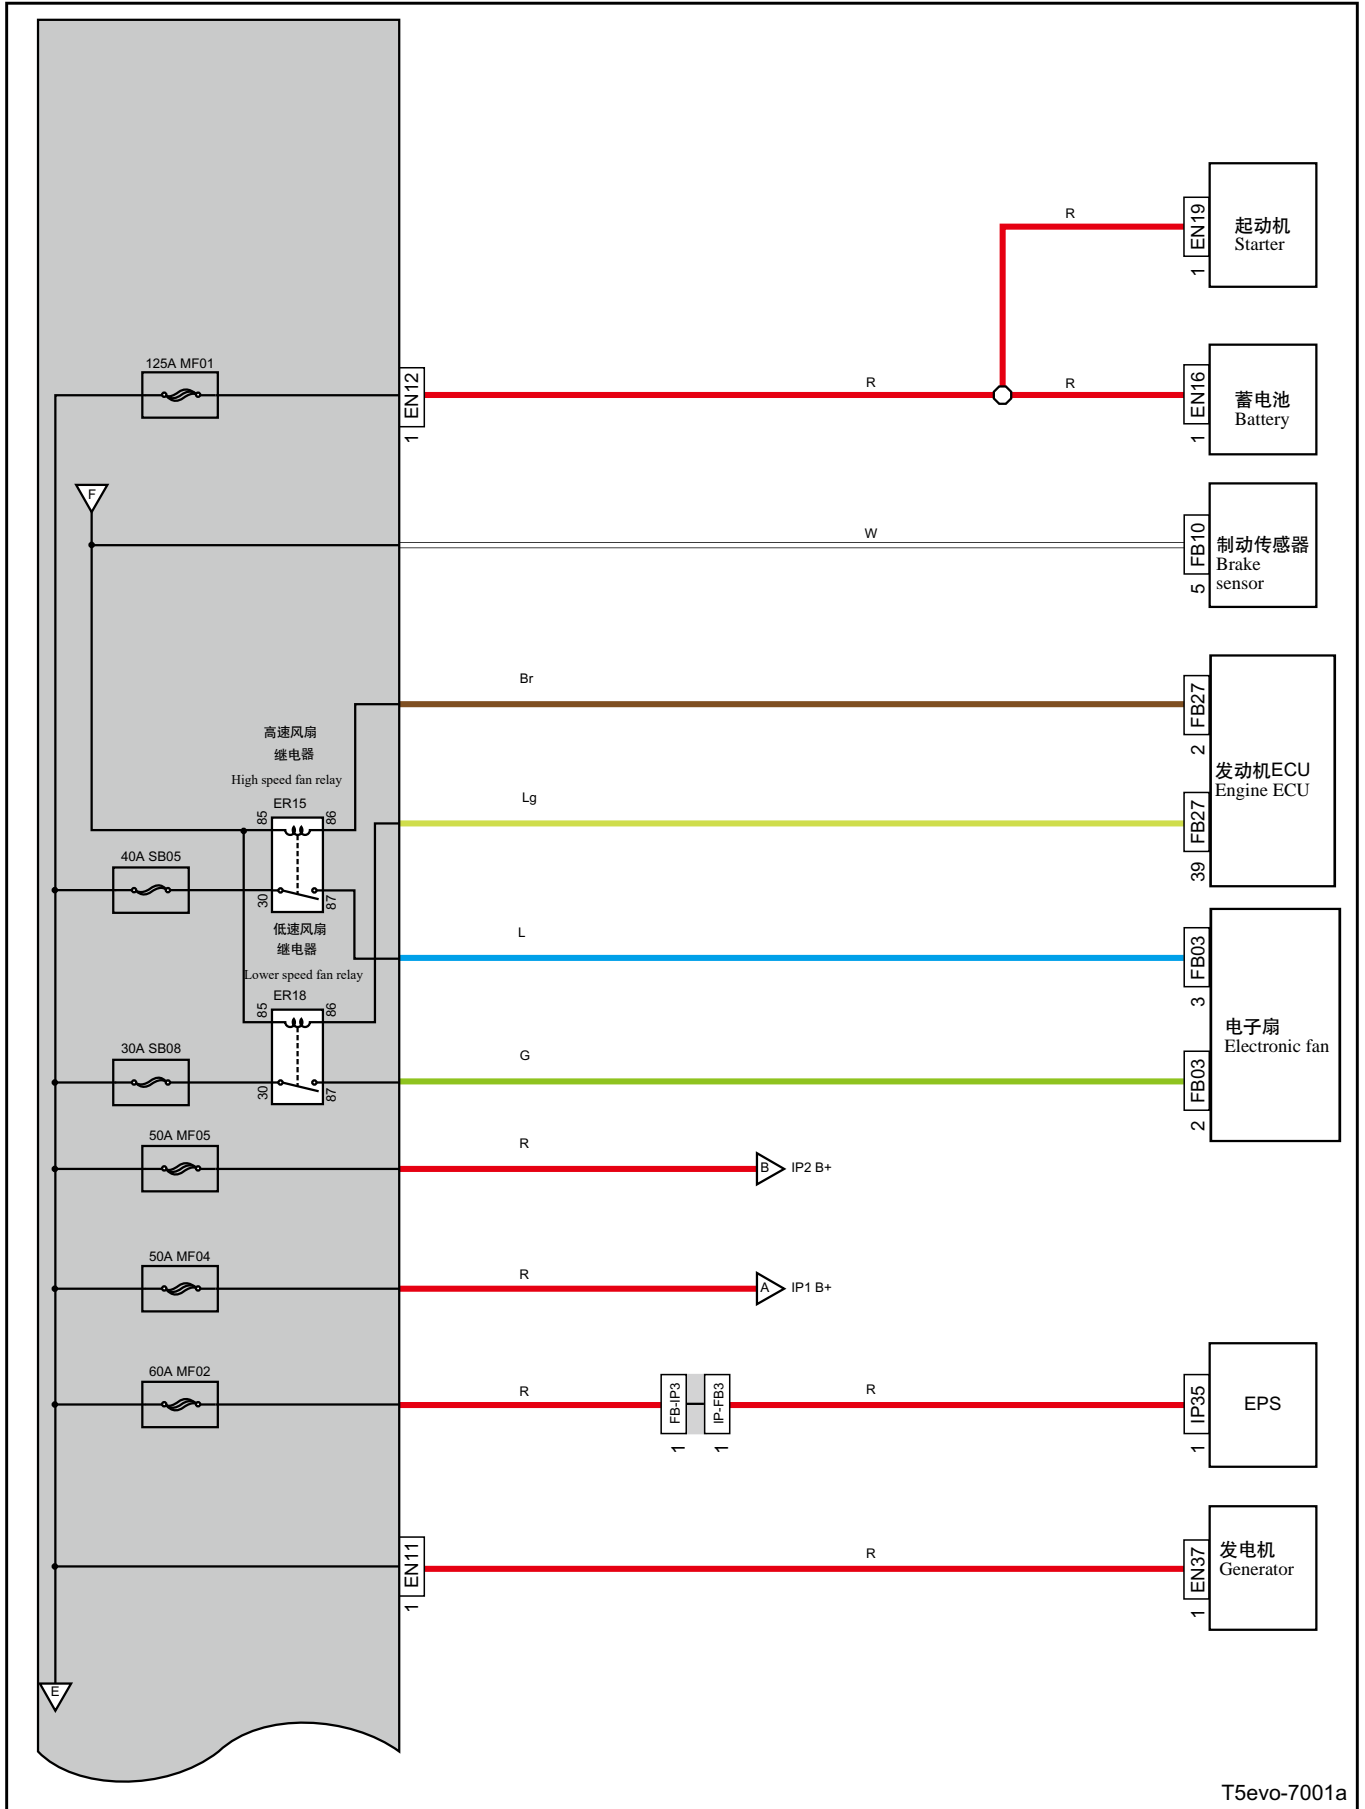 R
EN19
1
起动机
Starter
125A MF01
EN12
1
R
R
EN16
1
蓄电池
Battery
F
W
FB10
5
制动传感器
Brake
sensor
Br
FB27
2
高速风扇
继电器
High speed fan relay
ER15
85
86
30
87
发动机ECU
Engine ECU
Lg
FB27
39
40A SB05
低速风扇
继电器
Lower speed fan relay
ER18
85
86
30
87
L
FB03
3
电子扇
Electronic fan
30A SB08
G
FB03
2
50A MF05
R
B
IP2 B+
50A MF04
R
A
IP1 B+
60A MF02
R
FB-IP3
1
IP-FB3
1
R
IP35
1
EPS
EN11
1
R
EN37
1
发电机
Generator
E
T5evo-7001a